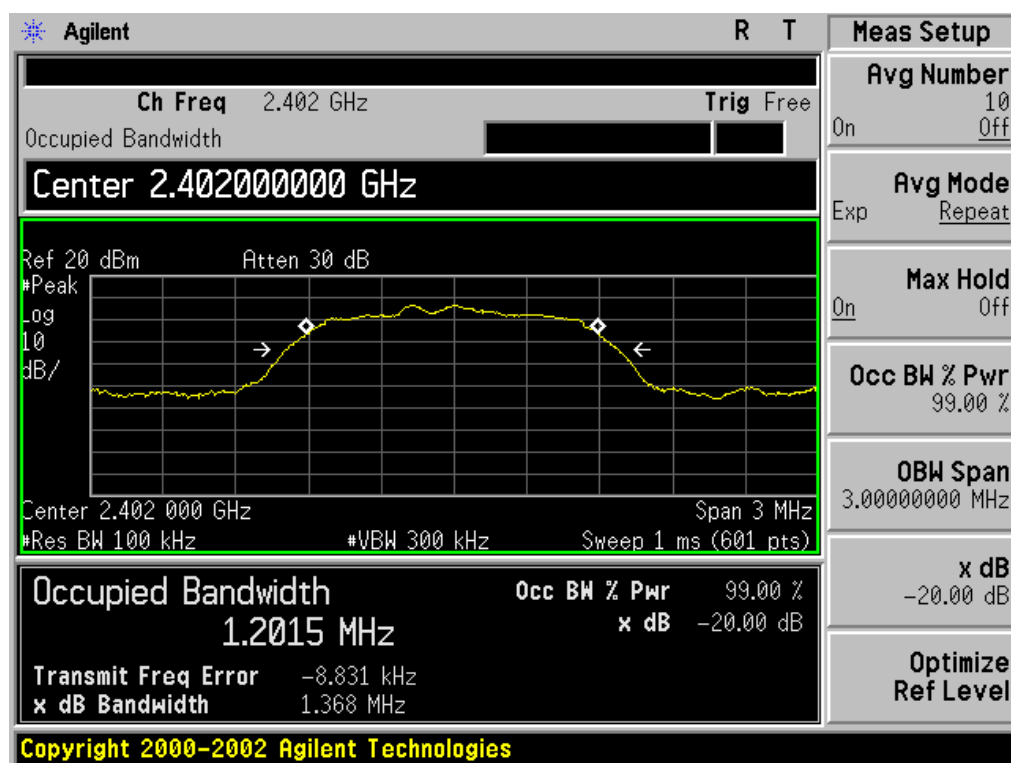 Agilent R T Meas Setup
Ch Freq 2.402 GHz Trig Free
Occupied Bandwidth
Center 2.402000000 GHz
Ref 20 dBm Atten 30 dB
#Peak
Log
10
dB/
Center 2.402 000 GHz Span 3 MHz
#Res BW 100 kHz #VBW 300 kHz Sweep 1 ms (601 pts)
Occupied Bandwidth Occ BW % Pwr 99.00 %
1.2015 MHz x dB -20.00 dB
Transmit Freq Error -8.831 kHz
x dB Bandwidth 1.368 MHz
Avg Number
10
On Off
Avg Mode
Exp Repeat
Max Hold
On Off
Occ BW % Pwr
99.00 %
OBW Span
3.00000000 MHz
x dB
-20.00 dB
Optimize
Ref Level
Copyright 2000-2002 Agilent Technologies